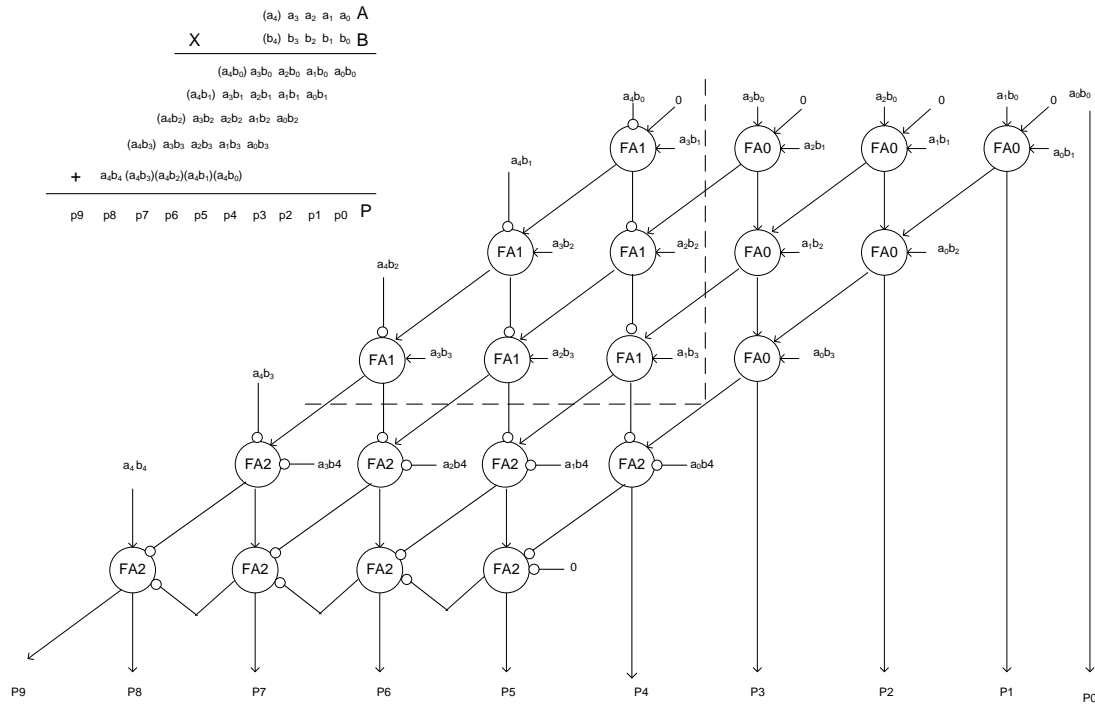 (a₄) a₃ a₂ a₁ a₀ A
X (b₄) b₃ b₂ b₁ b₀ B
(a₄b₀) a₃b₀ a₂b₀ a₁b₀ a₀b₀
(a₄b₁) a₃b₁ a₂b₁ a₁b₁ a₀b₁
(a₄b₂) a₃b₂ a₂b₂ a₁b₂ a₀b₂
(a₄b₃) a₃b₃ a₂b₃ a₁b₃ a₀b₃
+ a₄b₄ (a₄b₃)(a₄b₂)(a₄b₁)(a₄b₀)
p9 p8 p7 p6 p5 p4 p3 p2 p1 p0 P
a₄b₀ 0 a₃b₀ 0 a₂b₀ 0 a₁b₀ 0 a₀b₀
FA1 a₃b₁ FA0 a₂b₁ FA0 a₁b₁ FA0 a₀b₁
a₄b₁
FA1 a₃b₂ FA1 a₂b₂ FA0 a₁b₂ FA0 a₀b₂
a₄b₂
FA1 a₃b₃ FA1 a₂b₃ FA1 a₁b₃ FA0 a₀b₃
a₄b₃
FA2 a₃b4 FA2 a₂b4 FA2 a₁b4 FA2 a₀b4
a₄ b₄
FA2 FA2 FA2 FA2 0
P9 P8 P7 P6 P5 P4 P3 P2 P1 P0